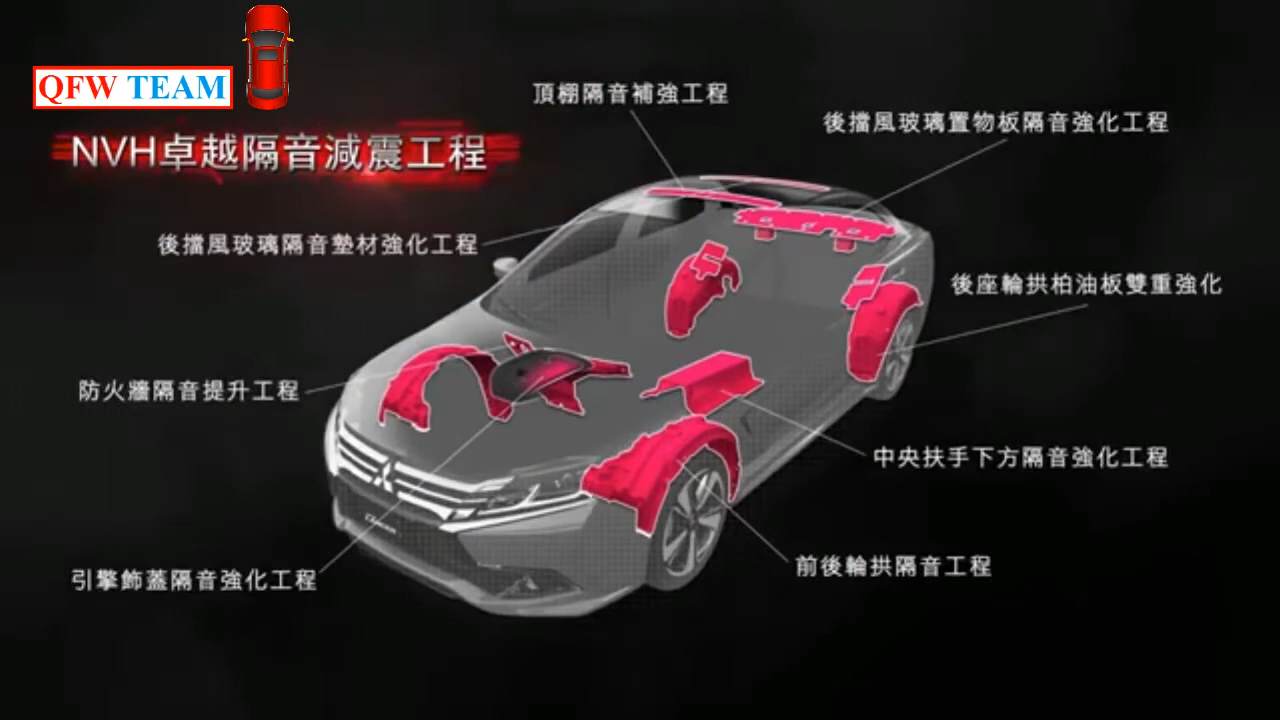 QFW TEAM
NVH卓越隔音減震工程
頂棚隔音補強工程
後擋風玻璃置物板隔音強化工程
後擋風玻璃隔音墊材強化工程
後座輪拱柏油板雙重強化
防火牆隔音提升工程
中央扶手下方隔音強化工程
引擎飾蓋隔音強化工程
前後輪拱隔音工程